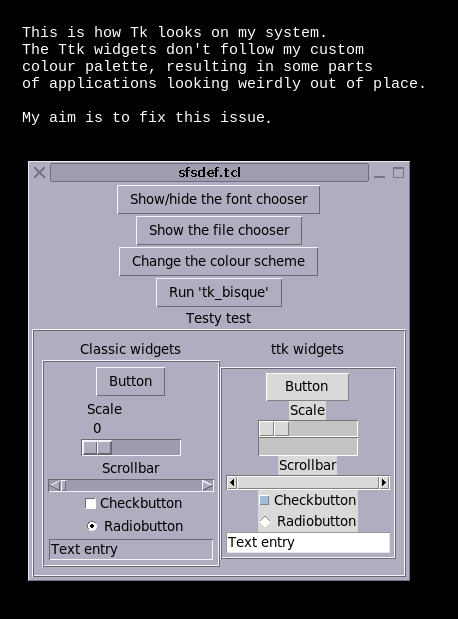 This is how Tk looks on my system.
The Ttk widgets don't follow my custom
colour palette, resulting in some parts
of applications looking weirdly out of place.
My aim is to fix this issue.
sfsdef.tcl
Show/hide the font chooser
Show the file chooser
Change the colour scheme
Run 'tk_bisque'
Testy test
Classic widgets
Button
Scale
0
Scrollbar
Checkbutton
Radiobutton
Text entry
ttk widgets
Button
Scale
Scrollbar
Checkbutton
Radiobutton
Text entry